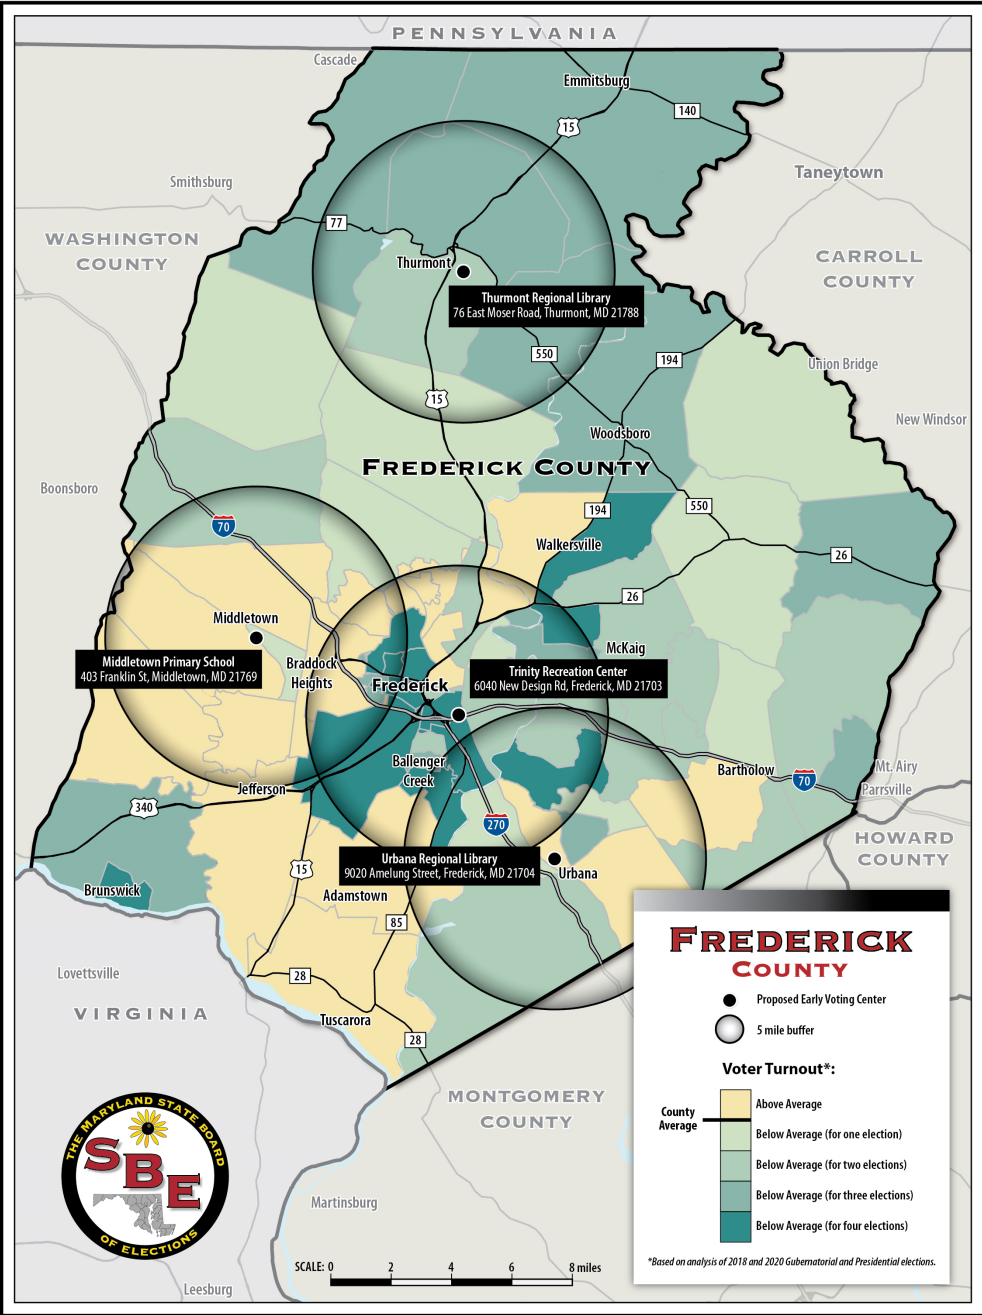 PENNSYLVANIA
Cascade
Emmitsburg
140
15
Taneytown
Smithsburg
77
WASHINGTON
COUNTY
CARROLL
COUNTY
Thurmont
Thurmont Regional Library
76 East Moser Road, Thurmont, MD 21788
550
194
Union Bridge
15
New Windsor
Woodsboro
FREDERICK COUNTY
Boonsboro
70
194
550
Walkersville
26
26
Middletown
McKaig
Middletown Primary School
403 Franklin St, Middletown, MD 21769
Braddock
Heights
Trinity Recreation Center
6040 New Design Rd, Frederick, MD 21703
Frederick
Ballenger
Creek
Bartholow
70
Mt. Airy
Parrsville
Jefferson
340
270
HOWARD
COUNTY
Urbana Regional Library
9020 Amelung Street, Frederick, MD 21704
Urbana
15
Brunswick
Adamstown
85
Lovettsville
28
VIRGINIA
Tuscarora
28
MONTGOMERY
COUNTY
Martinsburg
Leesburg
THE MARYLAND STATE BOARD
SBE
OF ELECTIONS
SCALE: 0 2 4 6 8 miles
FREDERICK
COUNTY
Proposed Early Voting Center
5 mile buffer
Voter Turnout*:
County
Average
Above Average
Below Average (for one election)
Below Average (for two elections)
Below Average (for three elections)
Below Average (for four elections)
*Based on analysis of 2018 and 2020 Gubernatorial and Presidential elections.